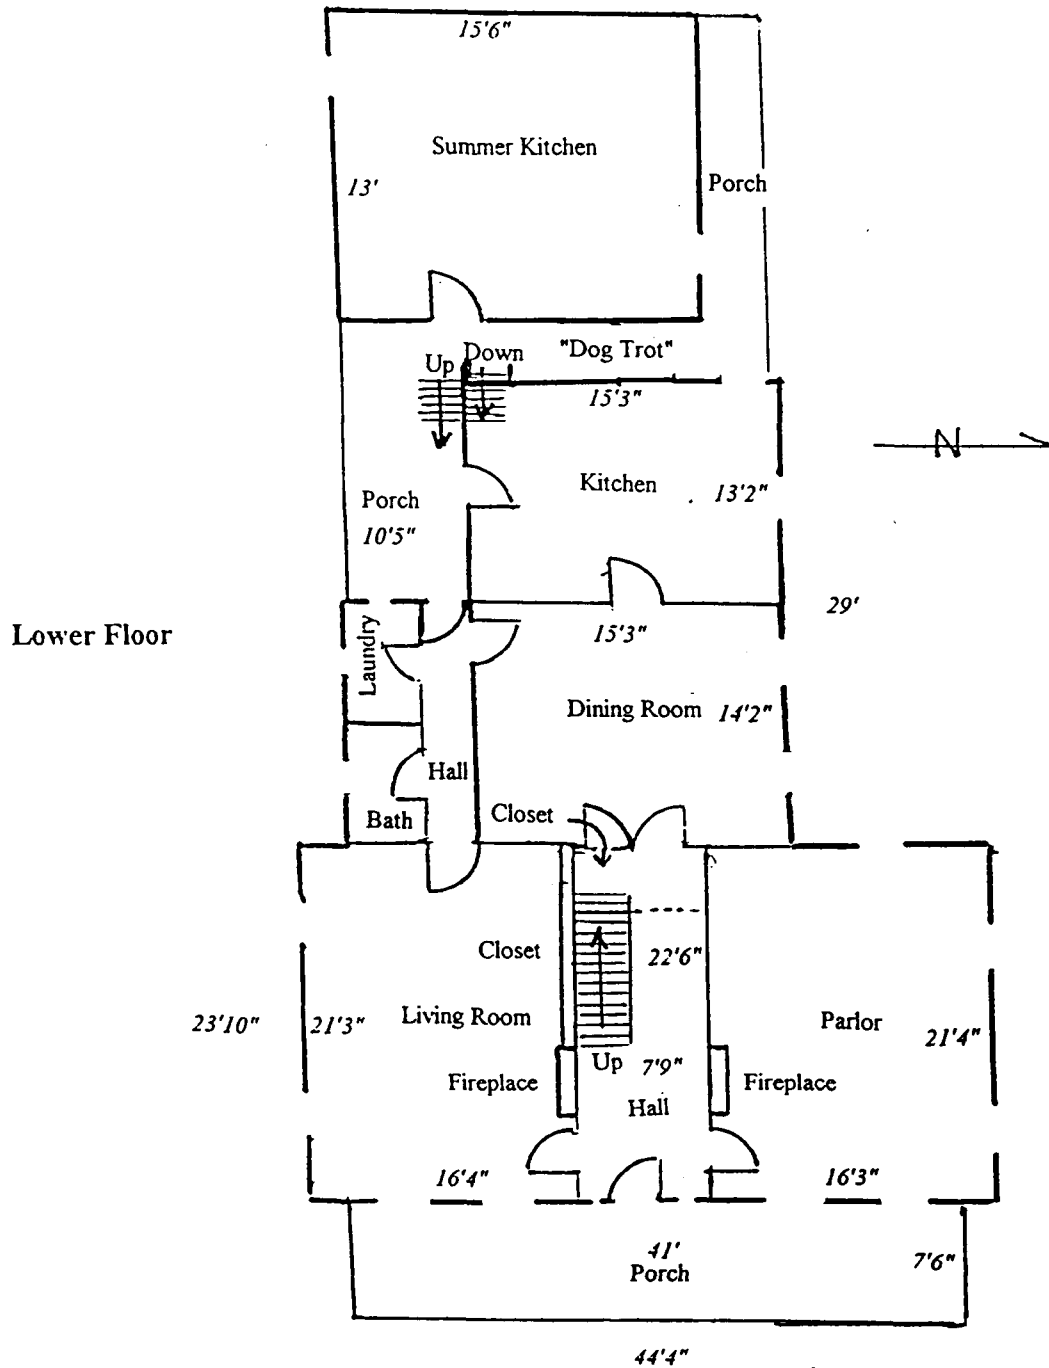 15'6"
Summer Kitchen
13'
Porch
Up
Down
"Dog Trot"
15'3"
N
Kitchen
13'2"
Porch
10'5"
29'
Lower Floor
Laundry
15'3"
Dining Room
14'2"
Hall
Bath
Closet
Closet
22'6"
23'10"
21'3"
Living Room
Parlor
21'4"
Up
7'9"
Fireplace
Fireplace
Hall
16'4"
16'3"
41'
Porch
7'6"
44'4"